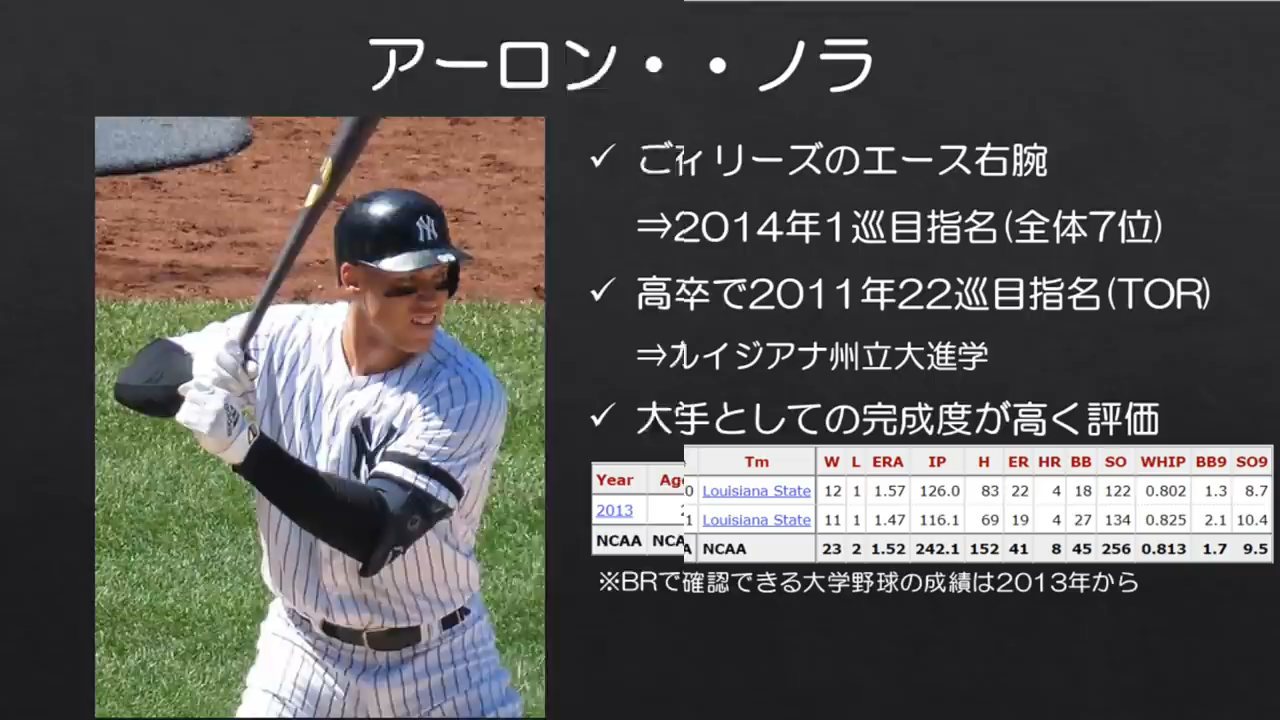 アーロン・・ノラ
リーズのエース右腕
⇒2014年1巡目指名(全体7位)
高卒で2011年22巡目指名(TOR)
⇒ルイジアナ州立大進学
としての完成度が高く評価
Year Tm W L ERA IP H ER HR BB SO WHIP BB9 SO9
2013 Louisiana State 12 1 1.57 126.0 83 22 4 18 122 0.802 1.3 8.7
Louisiana State 11 1 1.47 116.1 69 19 4 27 134 0.825 2.1 10.4
NCAA NCAA NCAA 23 2 1.52 242.1 152 41 8 45 256 0.813 1.7 9.5
※BRで確認できる大学野球の成績は2013年から